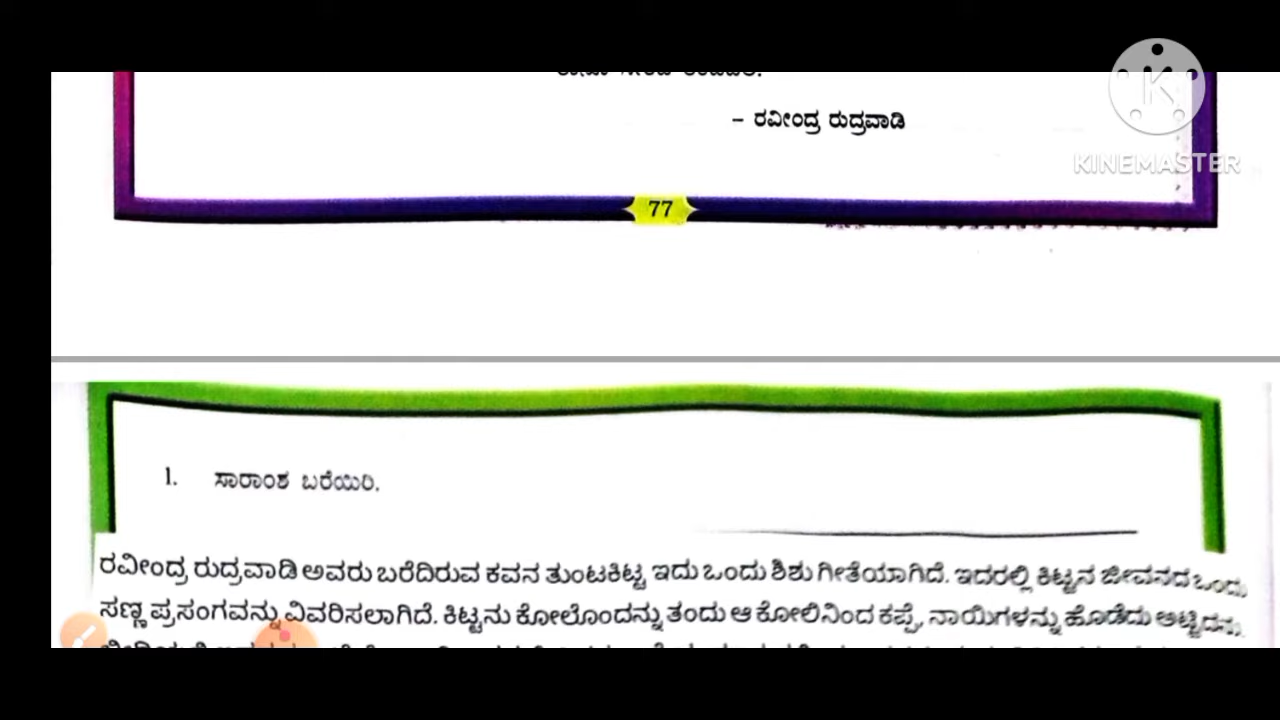 – ರವೀಂದ್ರ ರುದ್ರವಾಡಿ
KINEMASTER
77
1. ಸಾರಾಂಶ ಬರೆಯಿರಿ.
ರವೀಂದ್ರ ರುದ್ರವಾಡಿ ಅವರು ಬರೆದಿರುವ ಕವನ ತುಂಟಕಿಟ್ಟ ಇದು ಒಂದು ಶಿಶು ಗೀತೆಯಾಗಿದೆ. ಇದರಲ್ಲಿ ಕಿಟ್ಟನ ಜೀವನದ ಒಂದು
ಸಣ್ಣ ಪ್ರಸಂಗವನ್ನು ವಿವರಿಸಲಾಗಿದೆ. ಕಿಟ್ಟನು ಕೋಲೊಂದನ್ನು ತಂದು ಆ ಕೋಲಿನಿಂದ ಕಪ್ಪೆ, ನಾಯಿಗಳನ್ನು ಹೊಡೆದು ಅಟ್ಟಿದನು.